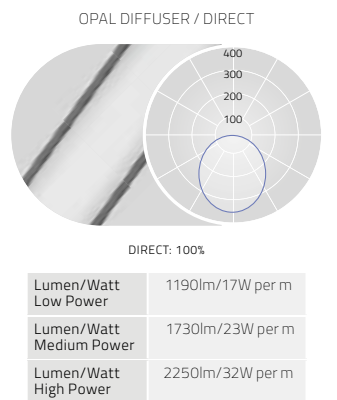 OPAL DIFFUSER / DIRECT
400
300
200
100
DIRECT: 100%
Lumen/Watt
Low Power
1190lm/17W per m
Lumen/Watt
Medium Power
1730lm/23W per m
Lumen/Watt
High Power
2250lm/32W per m